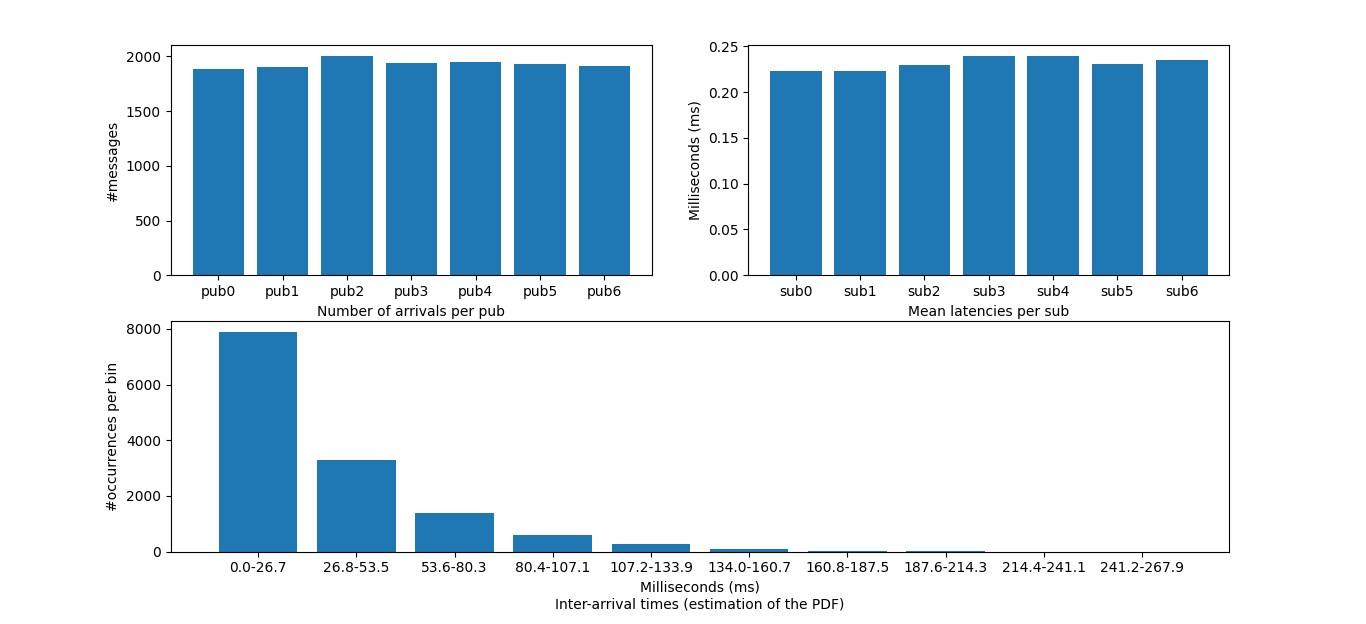 2000
1500
1000
500
0
#messages
pub0 pub1 pub2 pub3 pub4 pub5 pub6
Number of arrivals per pub
0.25
0.20
0.15
0.10
0.05
0.00
Milliseconds (ms)
sub0 sub1 sub2 sub3 sub4 sub5 sub6
Mean latencies per sub
8000
6000
4000
2000
0
#occurrences per bin
0.0-26.7 26.8-53.5 53.6-80.3 80.4-107.1 107.2-133.9 134.0-160.7 160.8-187.5 187.6-214.3 214.4-241.1 241.2-267.9
Milliseconds (ms)
Inter-arrival times (estimation of the PDF)